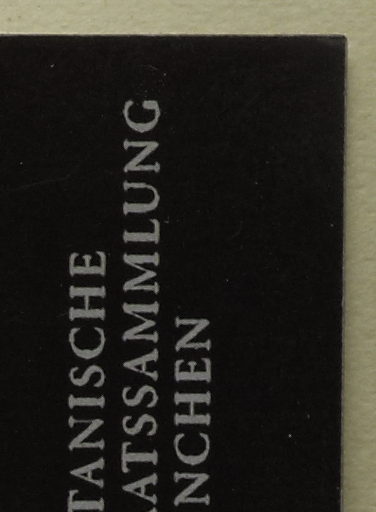 TANISCHE
ATSSAMMLUNG
NCHEN